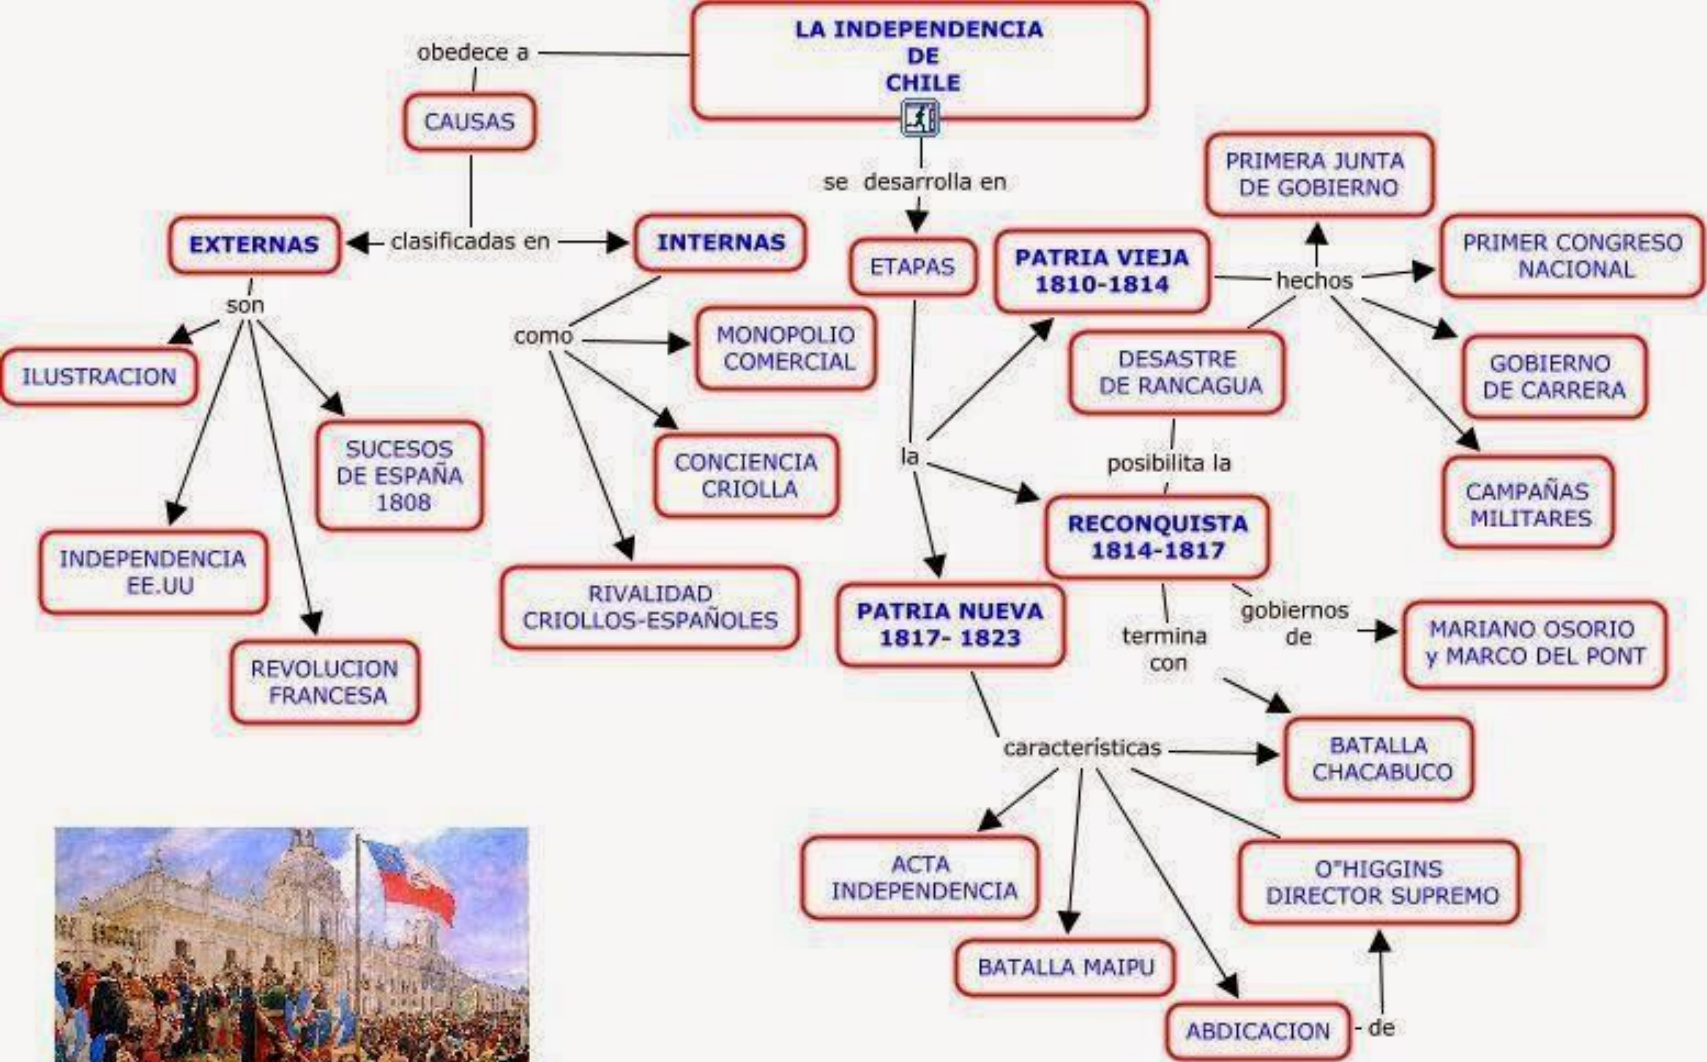 LA INDEPENDENCIA
DE
CHILE
obedece a
CAUSAS
clasificadas en
EXTERNAS
son
ILUSTRACION
INDEPENDENCIA
EE.UU
REVOLUCION
FRANCESA
SUCESOS
DE ESPAÑA
1808
INTERNAS
como
MONOPOLIO
COMERCIAL
CONCIENCIA
CRIOLLA
RIVALIDAD
CRIOLLOS-ESPAÑOLES
se desarrolla en
ETAPAS
la
PATRIA VIEJA
1810-1814
hechos
PRIMERA JUNTA
DE GOBIERNO
PRIMER CONGRESO
NACIONAL
GOBIERNO
DE CARRERA
CAMPAÑAS
MILITARES
DESASTRE
DE RANCAGUA
posibilita la
RECONQUISTA
1814-1817
gobiernos
de
MARIANO OSORIO
y MARCO DEL PONT
termina
con
BATALLA
CHACABUCO
PATRIA NUEVA
1817- 1823
características
ACTA
INDEPENDENCIA
BATALLA MAIPU
ABDICACION
de
O"HIGGINS
DIRECTOR SUPREMO